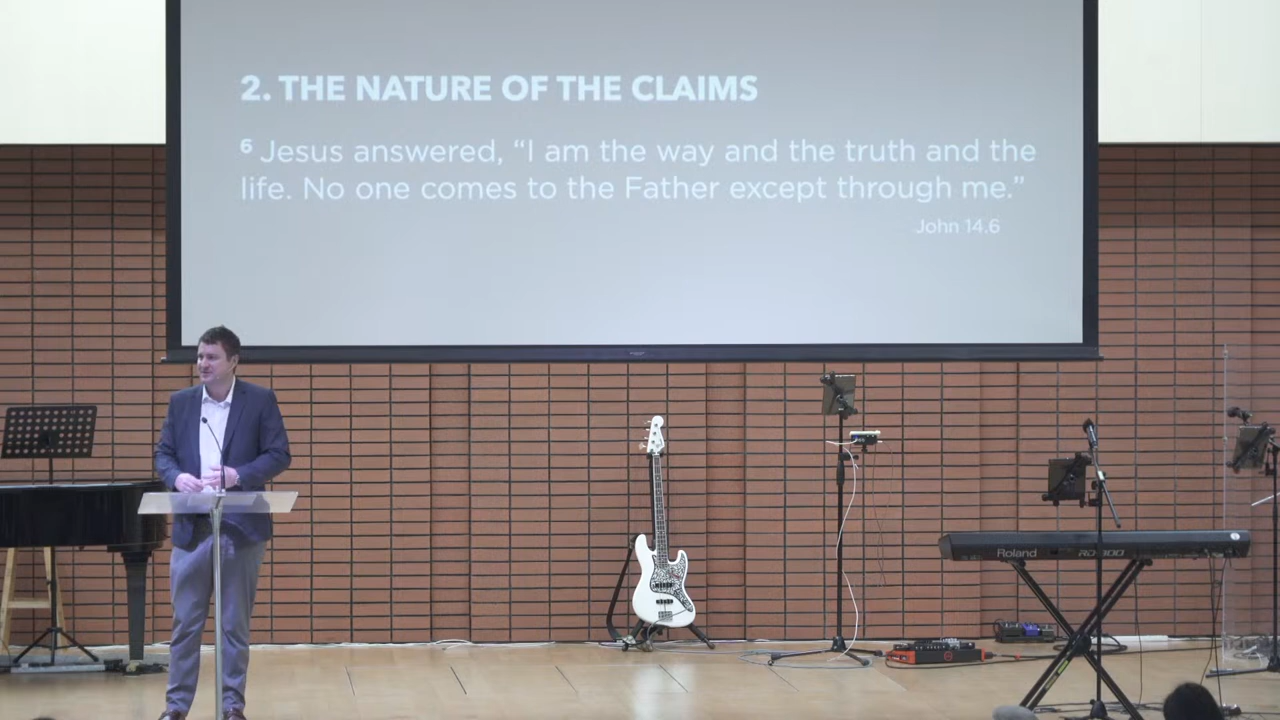 2. THE NATURE OF THE CLAIMS
6 Jesus answered, “I am the way and the truth and the
life. No one comes to the Father except through me.”
John 14.6
Roland